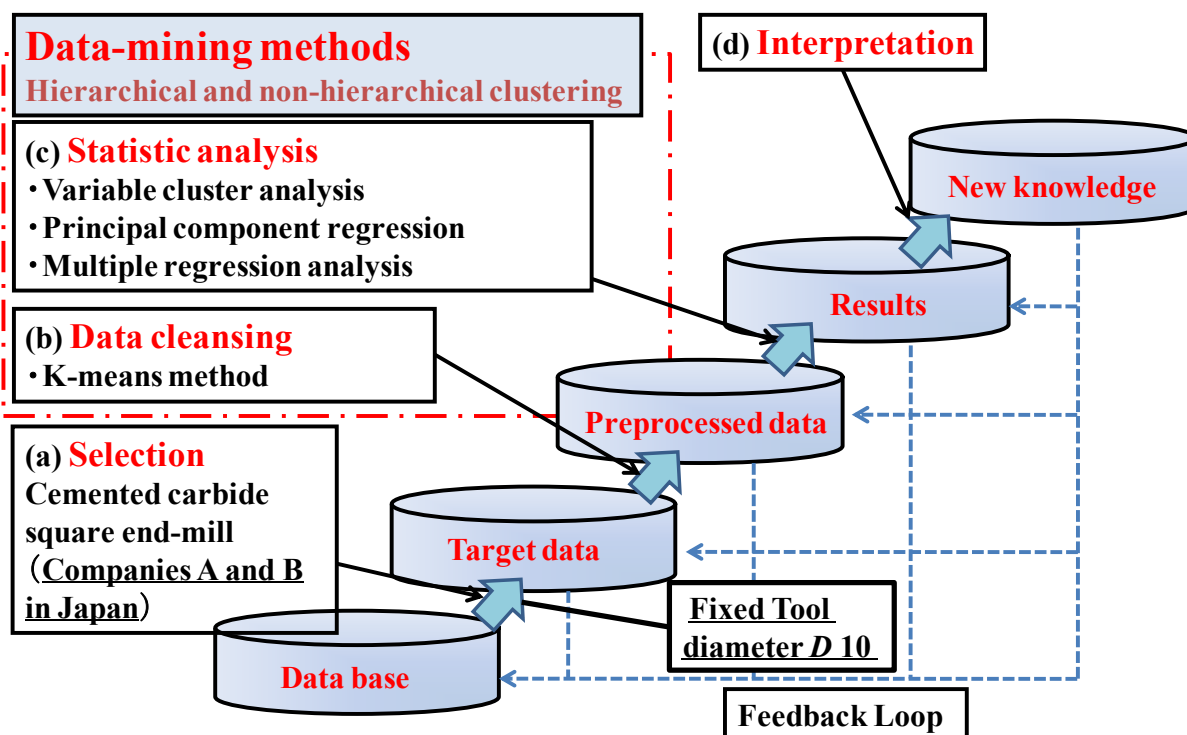 Data-mining methods
Hierarchical and non-hierarchical clustering
(c) Statistic analysis
・Variable cluster analysis
・Principal component regression
・Multiple regression analysis
(b) Data cleansing
・K-means method
(a) Selection
Cemented carbide
square end-mill
（Companies A and B
in Japan）
(d) Interpretation
New knowledge
Results
Preprocessed data
Target data
Data base
Fixed Tool
diameter D 10
Feedback Loop